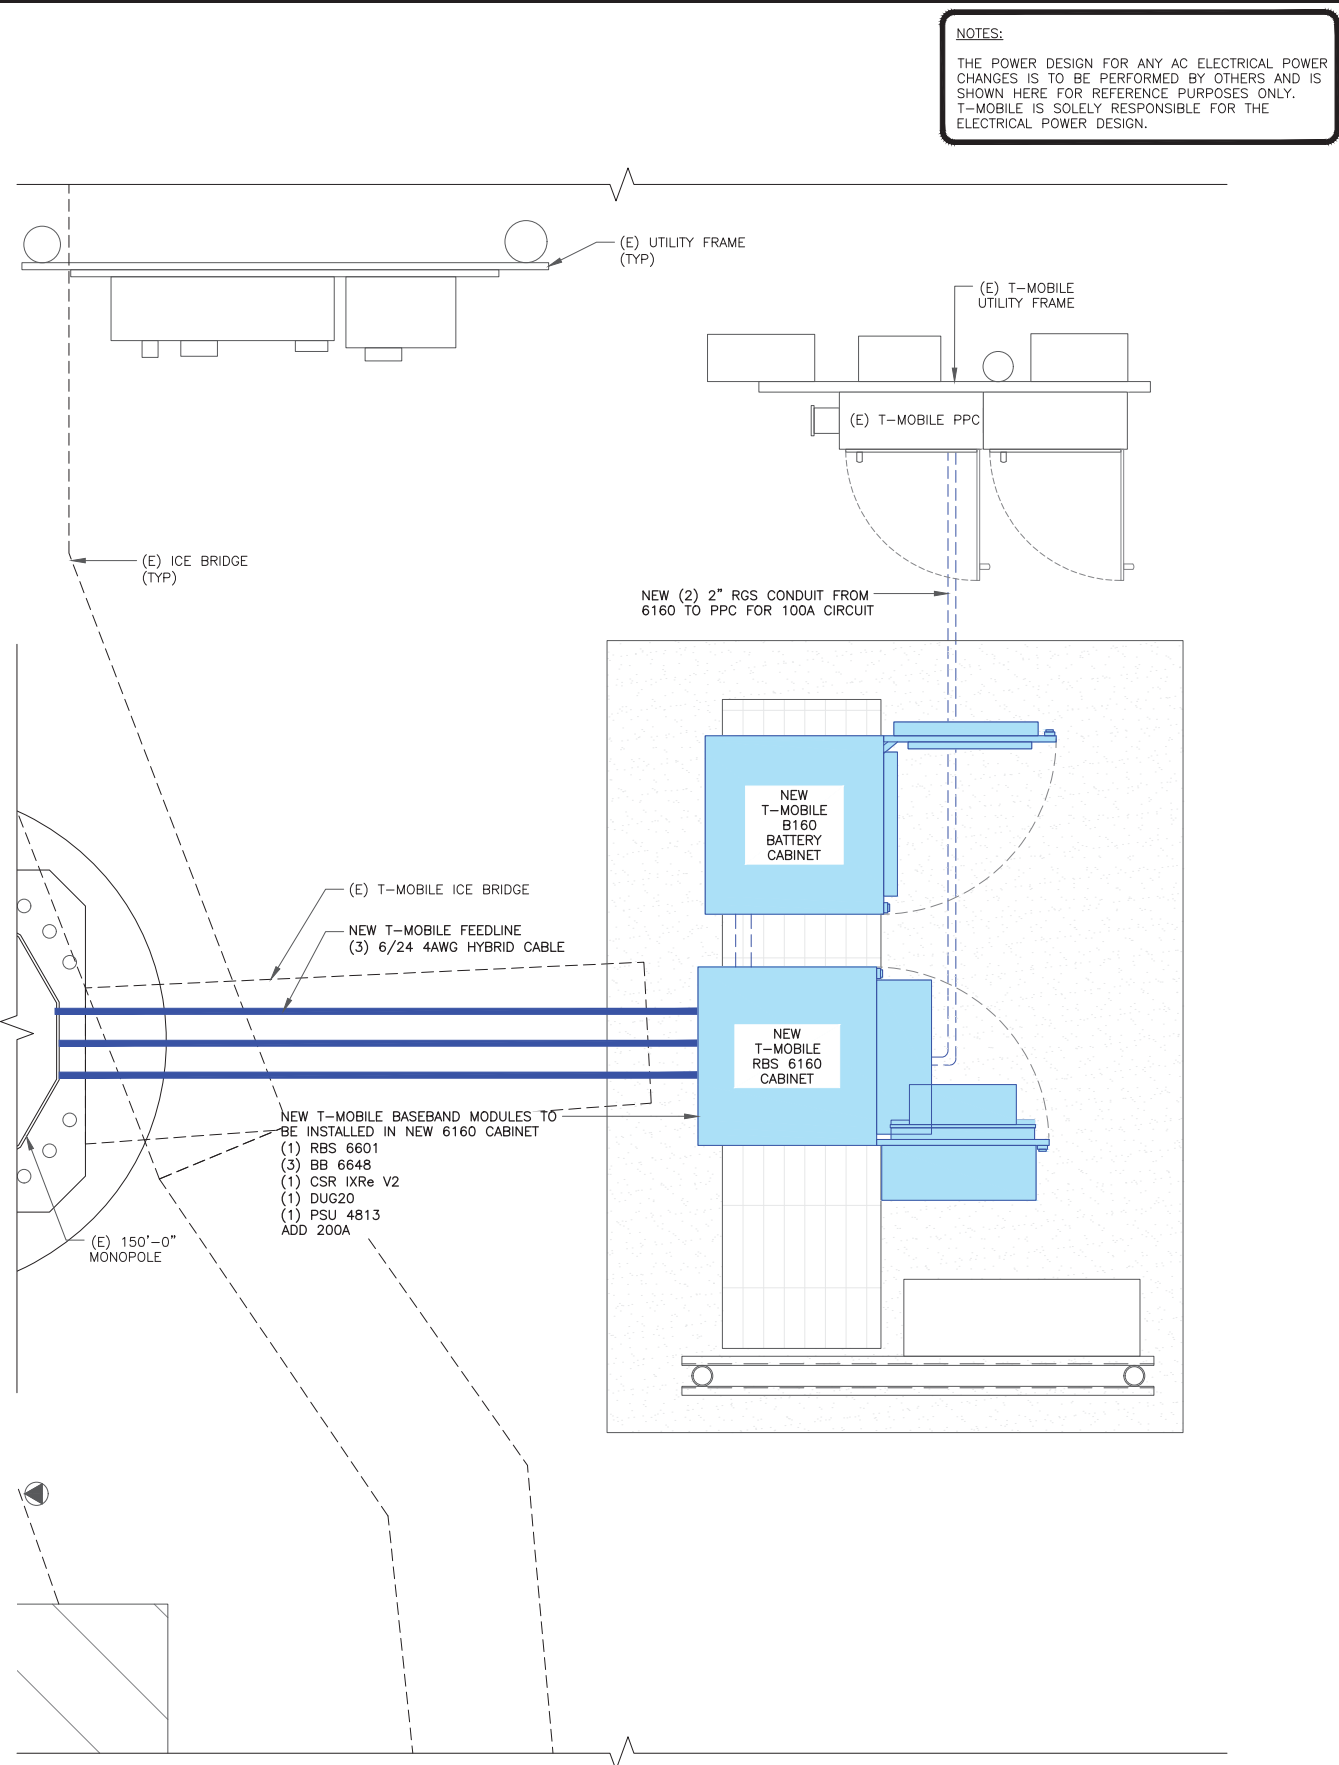 NOTES:
THE POWER DESIGN FOR ANY AC ELECTRICAL POWER
CHANGES IS TO BE PERFORMED BY OTHERS AND IS
SHOWN HERE FOR REFERENCE PURPOSES ONLY.
T-MOBILE IS SOLELY RESPONSIBLE FOR THE
ELECTRICAL POWER DESIGN.
(E) UTILITY FRAME
(TYP)
(E) T-MOBILE
UTILITY FRAME
(E) T-MOBILE PPC
(E) ICE BRIDGE
(TYP)
NEW (2) 2" RGS CONDUIT FROM
6160 TO PPC FOR 100A CIRCUIT
NEW
T-MOBILE
B160
BATTERY
CABINET
(E) T-MOBILE ICE BRIDGE
NEW T-MOBILE FEEDLINE
(3) 6/24 4AWG HYBRID CABLE
NEW
T-MOBILE
RBS 6160
CABINET
NEW T-MOBILE BASEBAND MODULES TO
BE INSTALLED IN NEW 6160 CABINET
(1) RBS 6601
(3) BB 6648
(1) CSR IXRe V2
(1) DUG20
(1) PSU 4813
ADD 200A
(E) 150'-0"
MONOPOLE